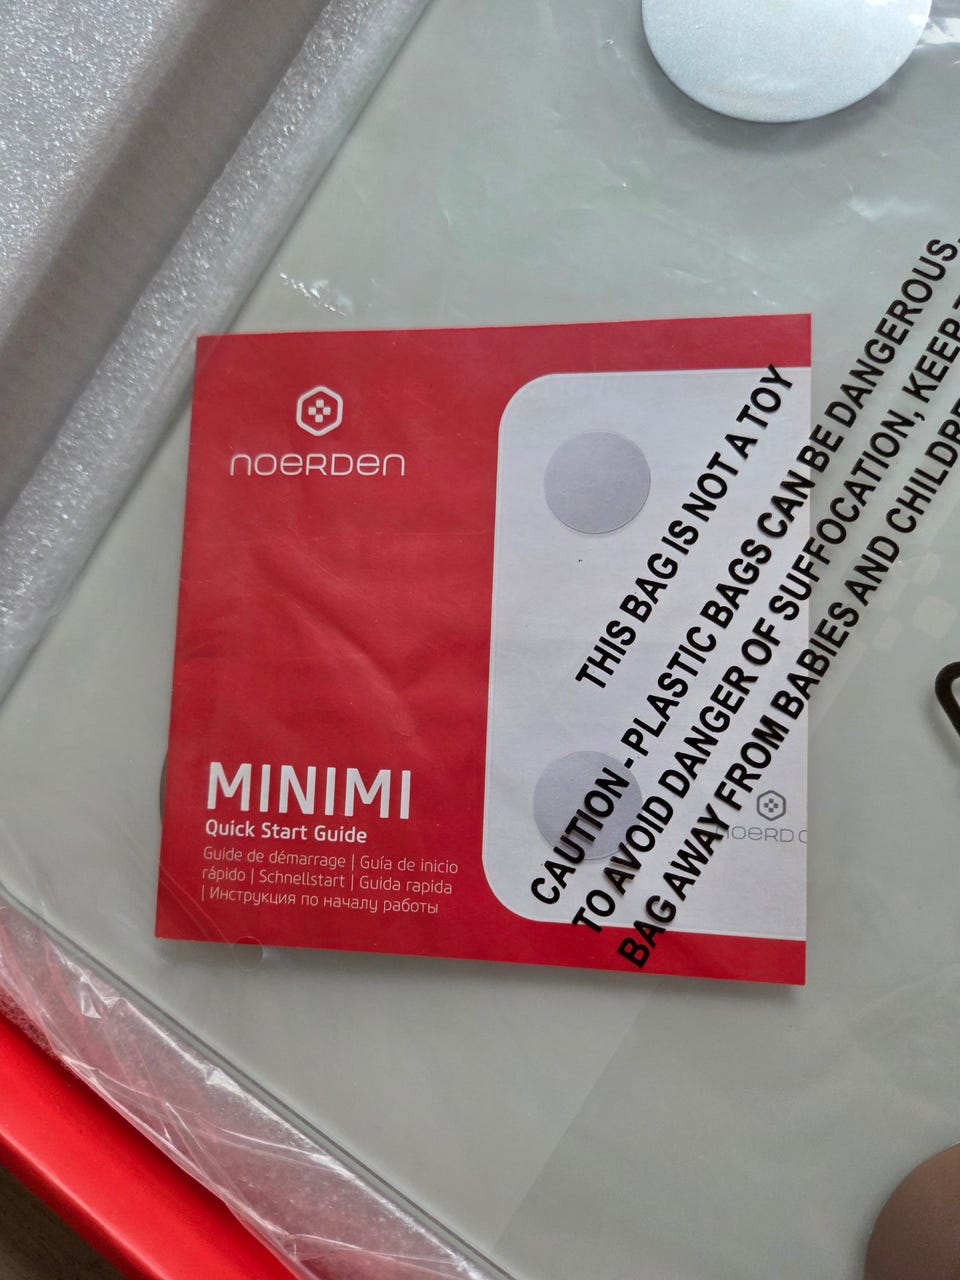 noerden
MINIMI
Quick Start Guide
Guide de démarrage | Guía de inicio
rápido | Schnellstart | Guida rapida
| Инструкция по началу работы
THIS BAG IS NOT A TOY
CAUTION - PLASTIC BAGS CAN BE DANGEROUS.
TO AVOID DANGER OF SUFFOCATION, KEEP
BAG AWAY FROM BABIES AND